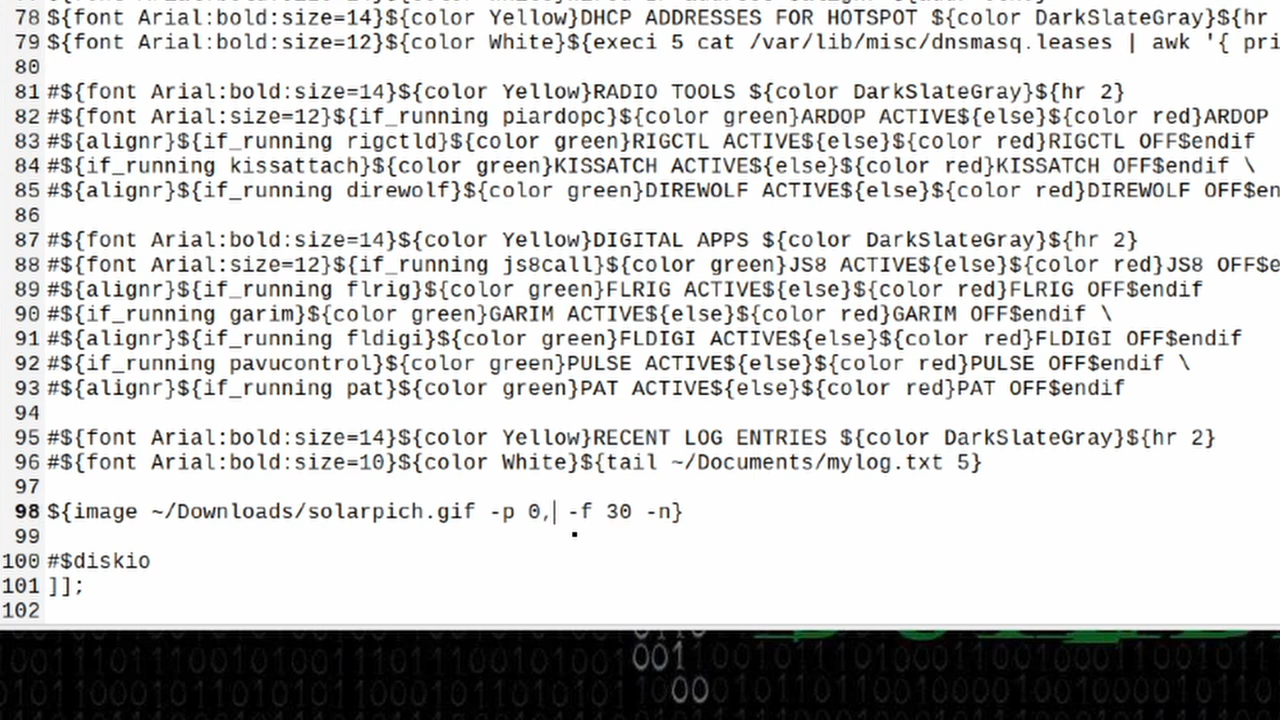 78 ${font Arial:bold:size=14}${color Yellow}DHCP ADDRESSES FOR HOTSPOT ${color DarkSlateGray}${hr
79 ${font Arial:bold:size=12}${color White}${execi 5 cat /var/lib/misc/dnsmasq.leases | awk '{ pri
80
81 #${font Arial:bold:size=14}${color Yellow}RADIO TOOLS ${color DarkSlateGray}${hr 2}
82 #${font Arial:size=12}${if_running piardopc}${color green}ARDOP ACTIVE${else}${color red}ARDOP
83 #${alignr}${if_running rigctld}${color green}RIGCTL ACTIVE${else}${color red}RIGCTL OFF$endif
84 #${if_running kissattach}${color green}KISSATCH ACTIVE${else}${color red}KISSATCH OFF$endif \
85 #${alignr}${if_running direwolf}${color green}DIREWOLF ACTIVE${else}${color red}DIREWOLF OFF$en
86
87 #${font Arial:bold:size=14}${color Yellow}DIGITAL APPS ${color DarkSlateGray}${hr 2}
88 #${font Arial:size=12}${if_running js8call}${color green}JS8 ACTIVE${else}${color red}JS8 OFF$e
89 #${alignr}${if_running flrig}${color green}FLRIG ACTIVE${else}${color red}FLRIG OFF$endif
90 #${if_running garim}${color green}GARIM ACTIVE${else}${color red}GARIM OFF$endif \
91 #${alignr}${if_running fldigi}${color green}FLDIGI ACTIVE${else}${color red}FLDIGI OFF$endif
92 #${if_running pavucontrol}${color green}PULSE ACTIVE${else}${color red}PULSE OFF$endif \
93 #${alignr}${if_running pat}${color green}PAT ACTIVE${else}${color red}PAT OFF$endif
94
95 #${font Arial:bold:size=14}${color Yellow}RECENT LOG ENTRIES ${color DarkSlateGray}${hr 2}
96 #${font Arial:size=10}${color White}${tail ~/Documents/mylog.txt 5}
97
98 ${image ~/Downloads/solarpich.gif -p 0, -f 30 -n}
99
100 #$diskio
101 ]];
102